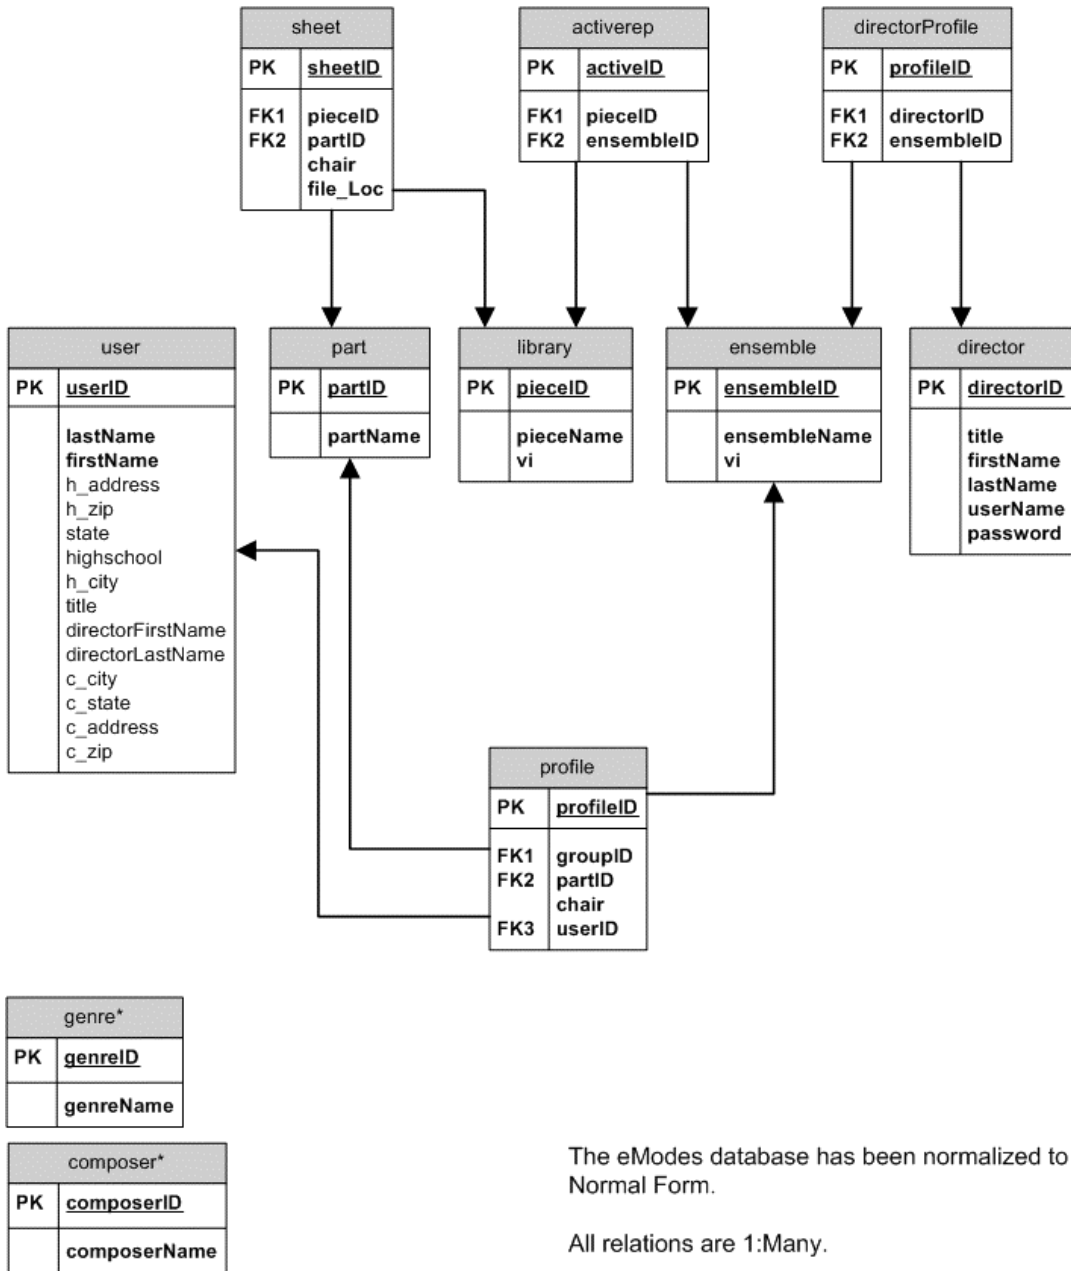 sheet
PK sheetID
FK1 pieceID
FK2 partID
chair
file_Loc
activerep
PK activeID
FK1 pieceID
FK2 ensembleID
directorProfile
PK profileID
FK1 directorID
FK2 ensembleID
user
PK userID
lastName
firstName
h_address
h_zip
state
highschool
h_city
title
directorFirstName
directorLastName
c_city
c_state
c_address
c_zip
part
PK partID
partName
library
PK pieceID
pieceName
vi
ensemble
PK ensembleID
ensembleName
vi
director
PK directorID
title
firstName
lastName
userName
password
profile
PK profileID
FK1 groupID
FK2 partID
chair
FK3 userID
genre*
PK genreID
genreName
composer*
PK composerID
composerName
The eModes database has been normalized to
Normal Form.
All relations are 1:Many.